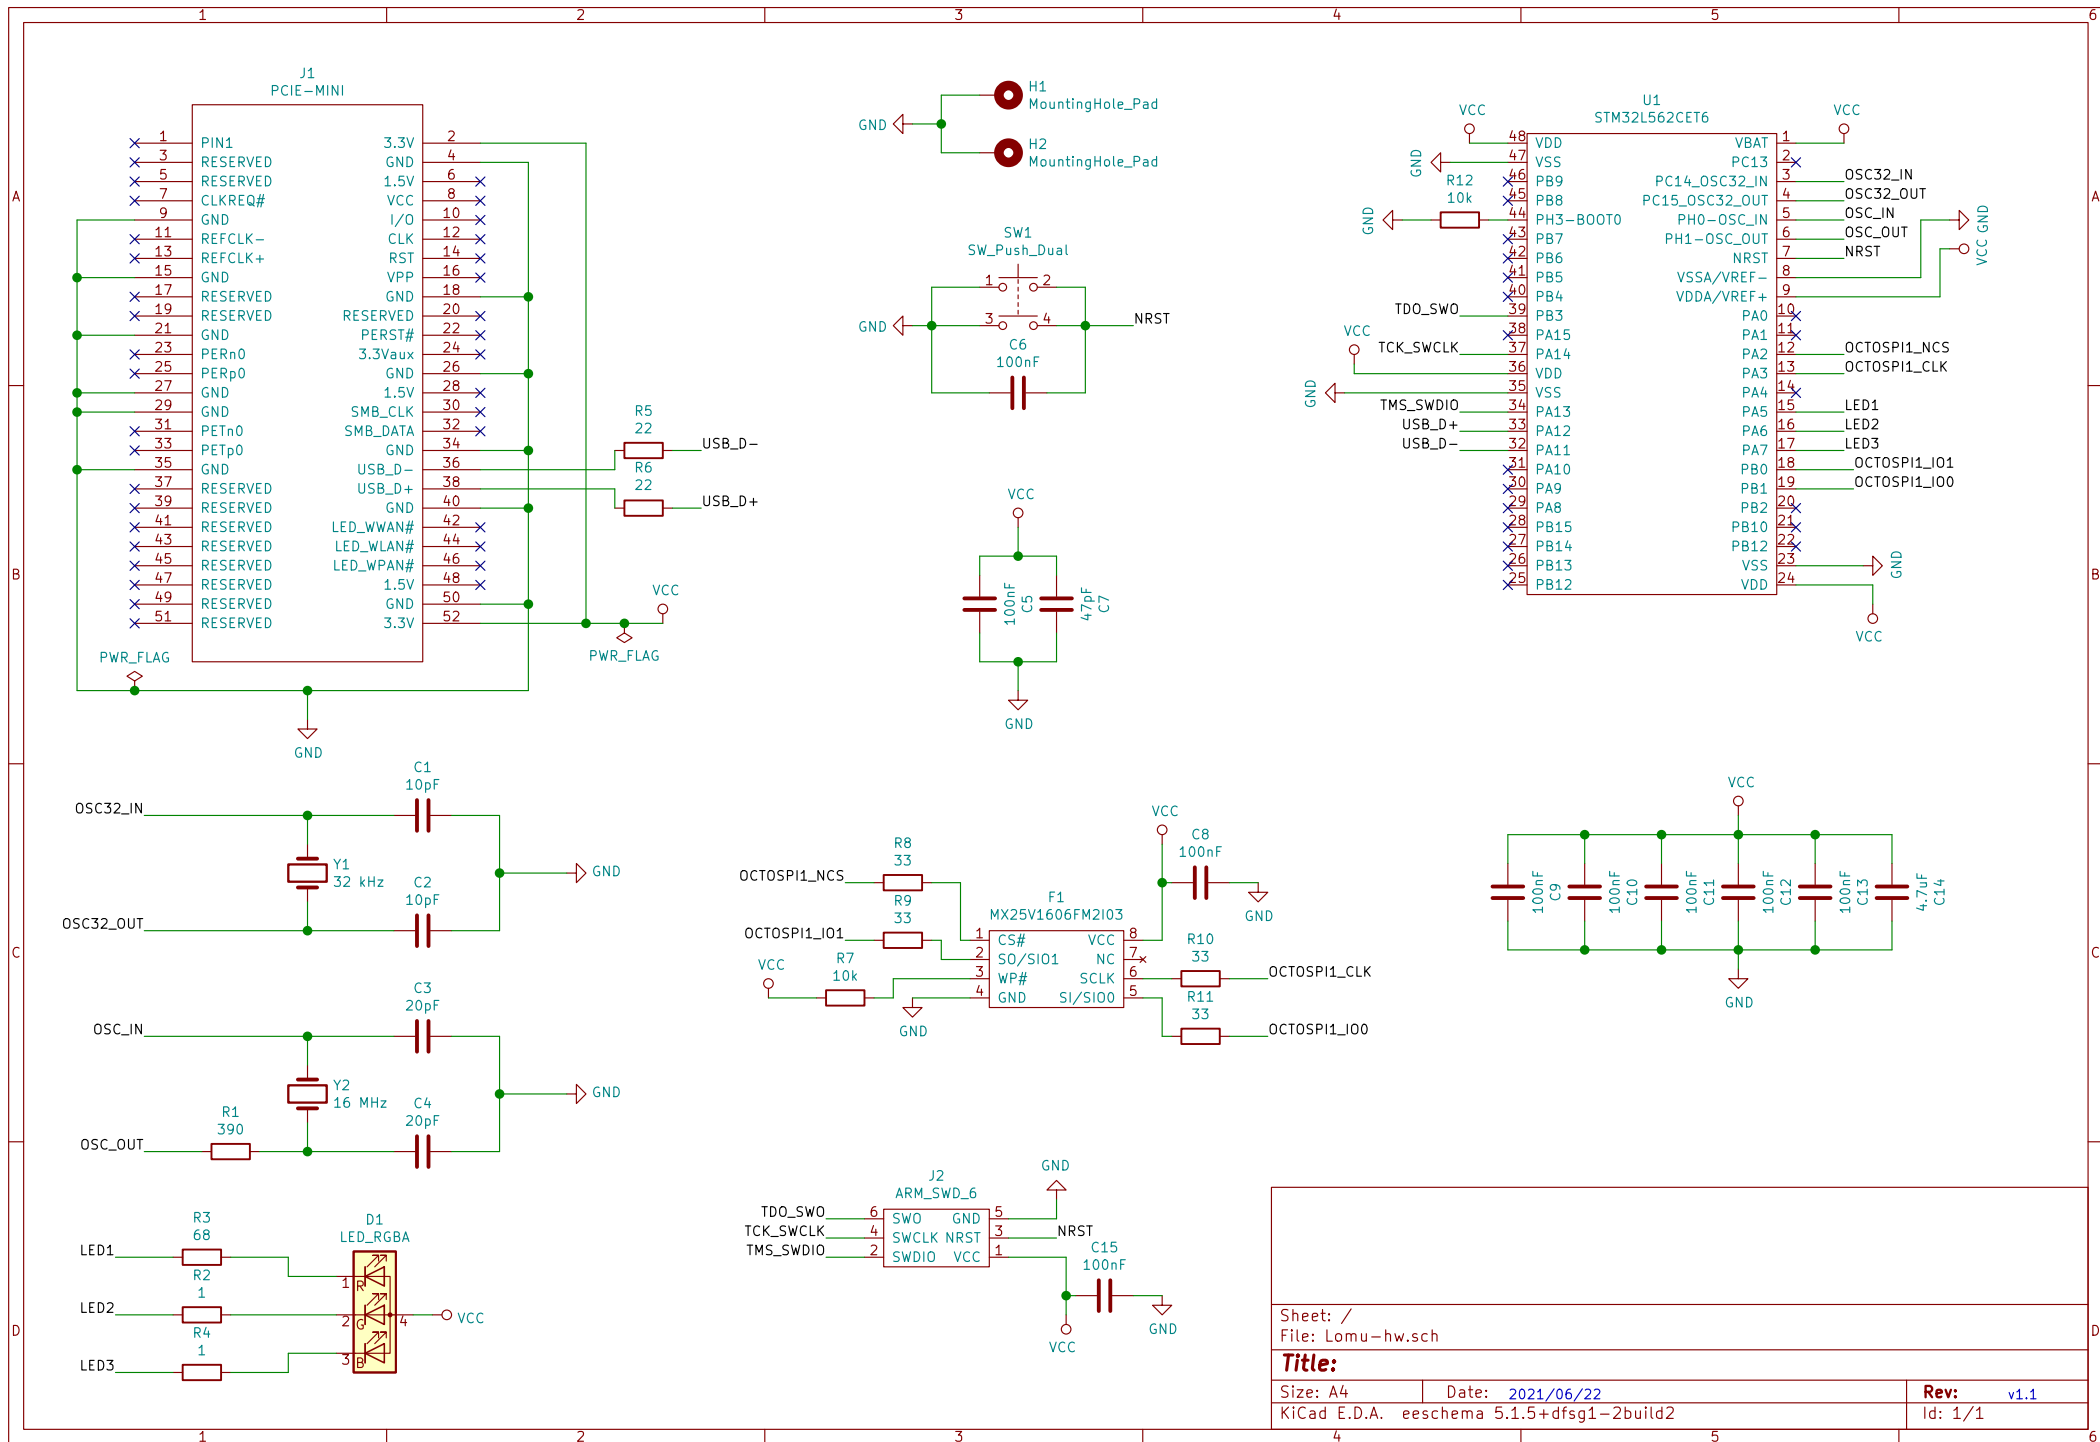 1 2 3 4 5 6
A
B
C
D
J1
PCIE-MINI
1 PIN1 3.3V 2
3 RESERVED GND 4
5 RESERVED 1.5V 6
7 CLKREQ# VCC 8
9 GND I/O 10
11 REFCLK- CLK 12
13 REFCLK+ RST 14
15 GND VPP 16
17 RESERVED GND 18
19 RESERVED RESERVED 20
21 GND PERST# 22
23 PERn0 3.3Vaux 24
25 PERp0 GND 26
27 GND 1.5V 28
29 GND SMB_CLK 30
31 PETn0 SMB_DATA 32
33 PETp0 GND 34
35 GND USB_D- 36
37 RESERVED USB_D+ 38
39 RESERVED GND 40
41 RESERVED LED_WWAN# 42
43 RESERVED LED_WLAN# 44
45 RESERVED LED_WPAN# 46
47 RESERVED 1.5V 48
49 RESERVED GND 50
51 RESERVED 3.3V 52
R5
22
USB_D-
R6
22
USB_D+
VCC
PWR_FLAG
PWR_FLAG
GND
H1
MountingHole_Pad
GND
H2
MountingHole_Pad
SW1
SW_Push_Dual
1 2
GND 3 4 NRST
C6
100nF
VCC
100nF C5
47pF C7
GND
U1
STM32L562CET6
VCC VCC
48 VDD VBAT 1
GND 47 VSS PC13 2
46 PB9 PC14_OSC32_IN 3 OSC32_IN
45 PB8 PC15_OSC32_OUT 4 OSC32_OUT
R12
10k
GND 44 PH3-BOOT0 PH0-OSC_IN 5 OSC_IN
43 PB7 PH1-OSC_OUT 6 OSC_OUT
42 PB6 NRST 7 NRST
41 PB5 VSSA/VREF- 8 GND
40 PB4 VDDA/VREF+ 9 VCC
TDO_SWO 39 PB3 PA0 10
38 PA15 PA1 11
TCK_SWCLK 37 PA14 PA2 12 OCTOSPI1_NCS
VCC 36 VDD PA3 13 OCTOSPI1_CLK
GND 35 VSS PA4 14
TMS_SWDIO 34 PA13 PA5 15 LED1
USB_D+ 33 PA12 PA6 16 LED2
USB_D- 32 PA11 PA7 17 LED3
31 PA10 PB0 18 OCTOSPI1_IO1
30 PA9 PB1 19 OCTOSPI1_IO0
29 PA8 PB2 20
28 PB15 PB10 21
27 PB14 PB12 22
26 PB13 VSS 23 GND
25 PB12 VDD 24
VCC
C1
10pF
OSC32_IN
Y1
32 kHz
GND
C2
10pF
OSC32_OUT
C3
20pF
OSC_IN
Y2
16 MHz
GND
C4
20pF
R1
390
OSC_OUT
R3
68
LED1
R2
1
LED2
R4
1
LED3
D1
LED_RGBA
1 R
2 G 4 VCC
3 B
R8
33
OCTOSPI1_NCS
R9
33
OCTOSPI1_IO1
VCC
R7
10k
GND
F1
MX25V1606FM2I03
1 CS# VCC 8
2 SO/SIO1 NC 7
3 WP# SCLK 6
4 GND SI/SIO0 5
VCC
C8
100nF
GND
R10
33
OCTOSPI1_CLK
R11
33
OCTOSPI1_IO0
VCC
100nF C9
100nF C10
100nF C11
100nF C12
100nF C13
4.7uF C14
GND
J2
ARM_SWD_6
GND
TDO_SWO 6 SWO GND 5
TCK_SWCLK 4 SWCLK NRST 3 NRST
TMS_SWDIO 2 SWDIO VCC 1
C15
100nF
GND
VCC
Sheet: /
File: Lomu-hw.sch
Title:
Size: A4 Date: 2021/06/22 Rev: v1.1
KiCad E.D.A. eeschema 5.1.5+dfsg1-2build2 Id: 1/1
A
B
C
D
1 2 3 4 5 6